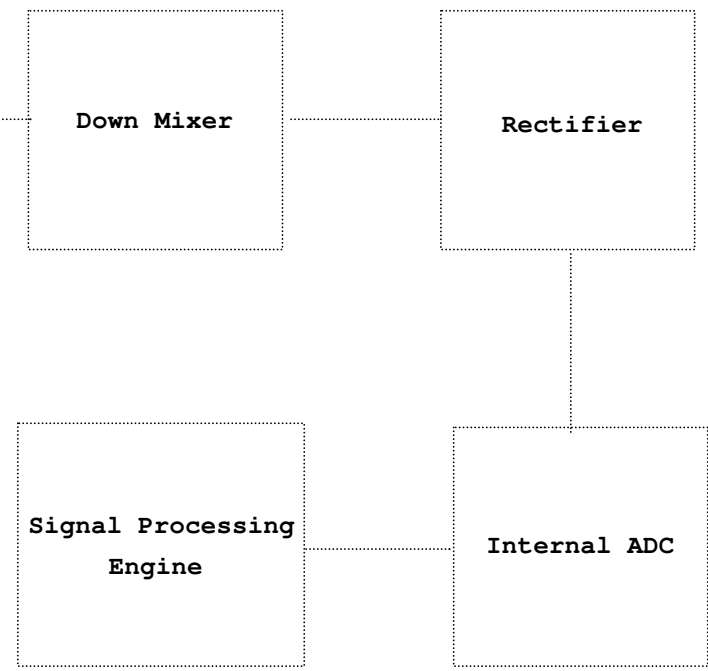 Down Mixer
Rectifier
Signal Processing
Engine
Internal ADC